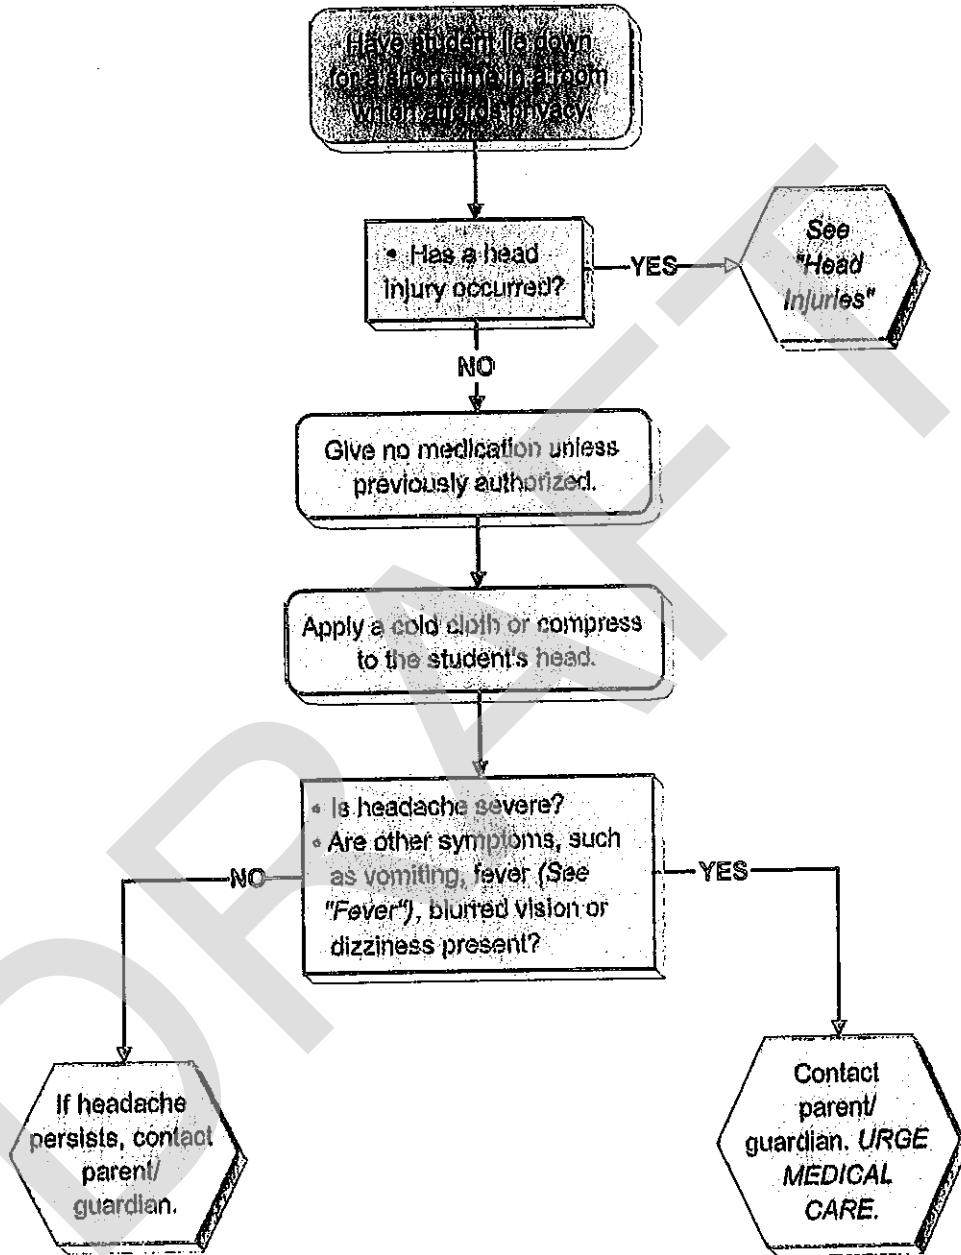 Have student lie down
for a short time in a room
which affords privacy.
• Has a head
injury occurred?
YES
See
"Head
Injuries"
NO
Give no medication unless
previously authorized.
Apply a cold cloth or compress
to the student's head.
• Is headache severe?
• Are other symptoms, such
as vomiting, fever (See
"Fever"), blurred vision or
dizziness present?
NO
YES
If headache
persists, contact
parent/
guardian.
Contact
parent/
guardian. URGE
MEDICAL
CARE.
DRAFT